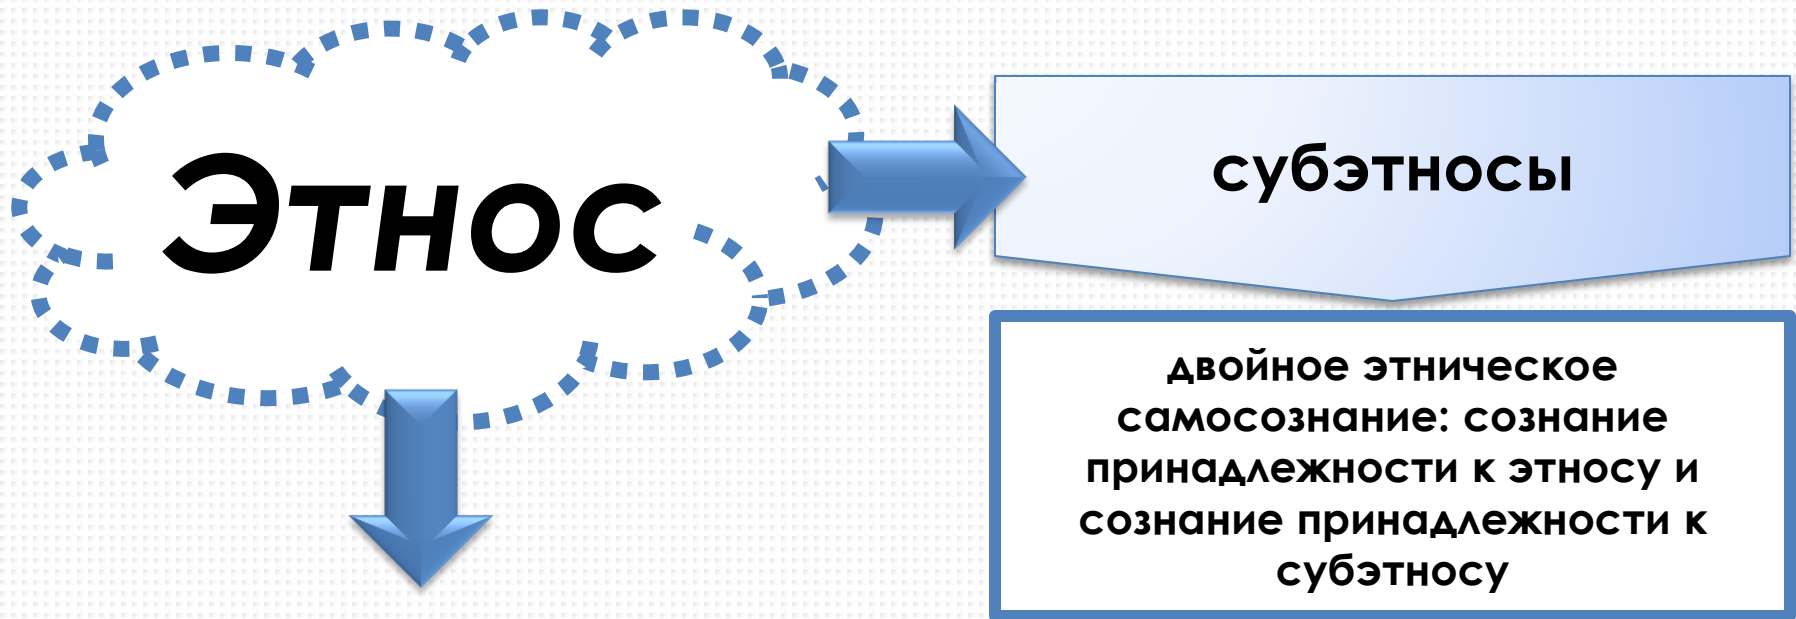 Этнос
субэтносы
двойное этническое
самосознание: сознание
принадлежности к этносу и
сознание принадлежности к
субэтносу